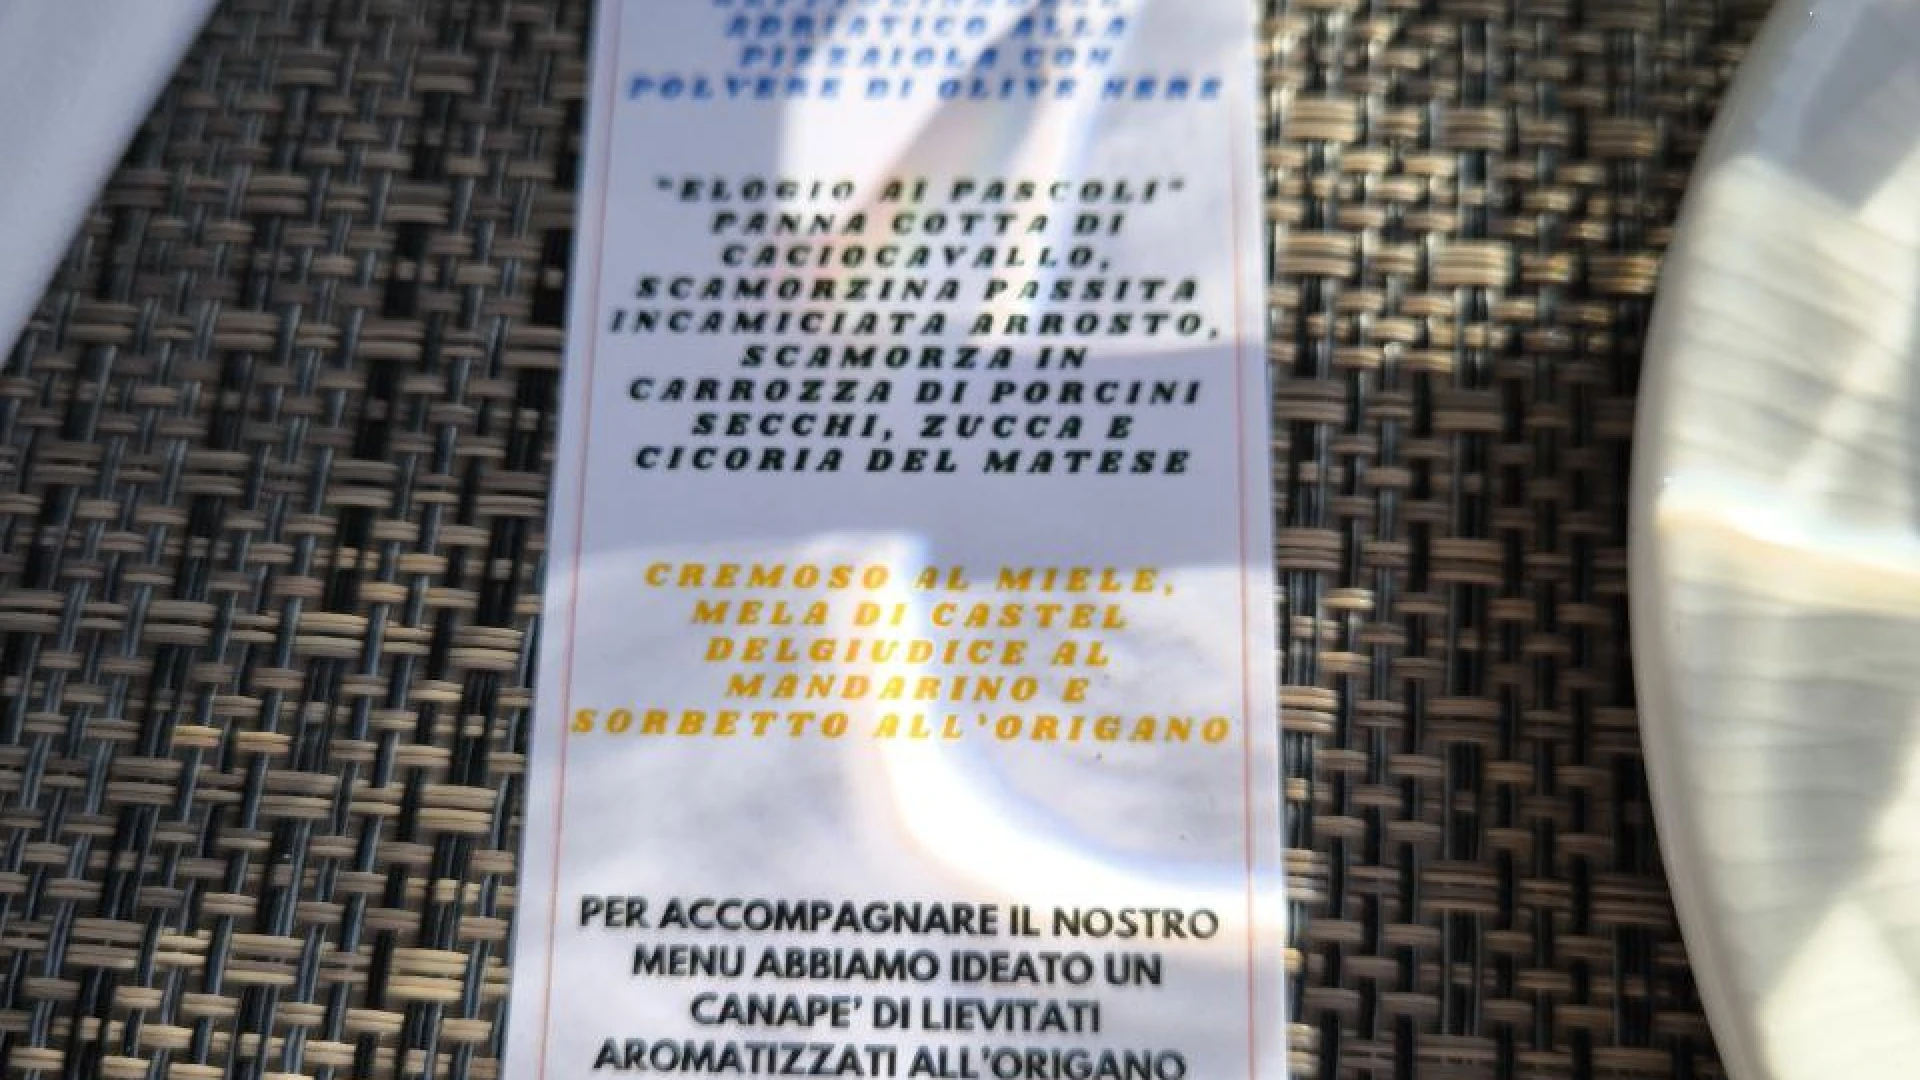 ADRIATICO ALLA
PIZZAIOLA CON
POLVERE DI OLIVE NERE
"ELOGIO AI PASCOLI"
PANNA COTTA DI
CACIOCAVALLO,
SCAMORZINA PASSITA
INCAMICIATA ARROSTO,
SCAMORZA IN
CARROZZA DI PORCINI
SECCHI, ZUCCA E
CICORIA DEL MATESE
CREMOSO AL MIELE,
MELA DI CASTEL
DELGIUDICE AL
MANDARINO E
SORBETTO ALL'ORIGANO
PER ACCOMPAGNARE IL NOSTRO
MENU ABBIAMO IDEATO UN
CANAPE' DI LIEVITATI
AROMATIZZATI ALL'ORIGANO